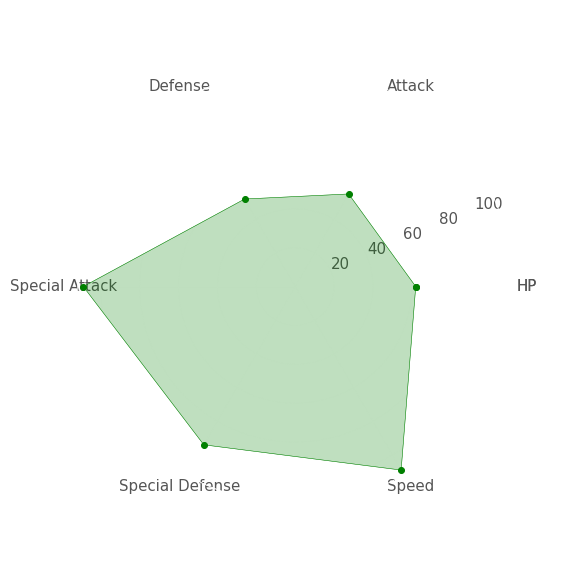 Defense
Attack
100
80
60
40
20
Special Attack
HP
Special Defense
Speed